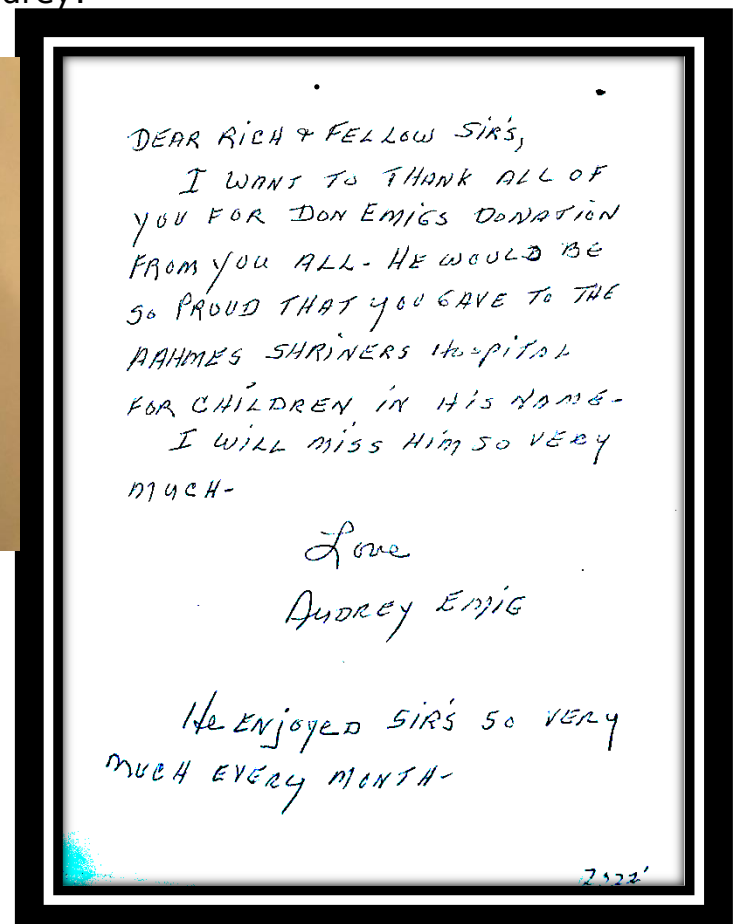 DEAR RICH & FELLOW SIR'S,
I WANT TO THANK ALL OF
YOU FOR DON EMIGS DONATION
FROM YOU ALL- HE WOULD BE
SO PROUD THAT YOU GAVE TO THE
AAHMES SHRINERS HOSPITAL
FOR CHILDREN IN HIS NAME-
I WILL MISS HIM SO VERY
MUCH-
Love
AUDREY EMIG
He ENJOYED SIR'S SO VERY
MUCH EVERY MONTH-